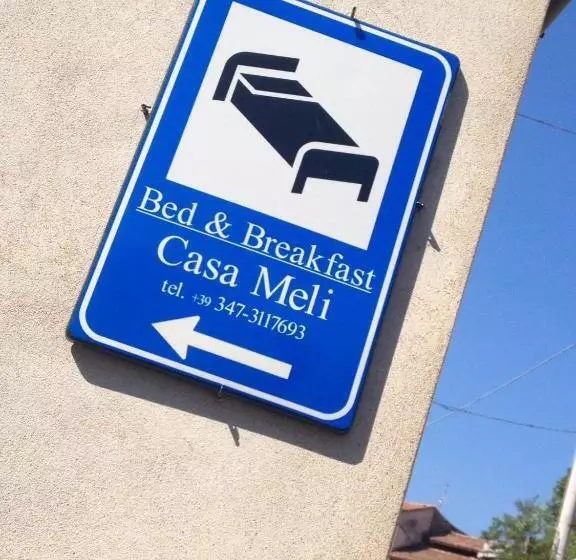 Bed & Breakfast
Casa Meli
tel. +39 347-3117693